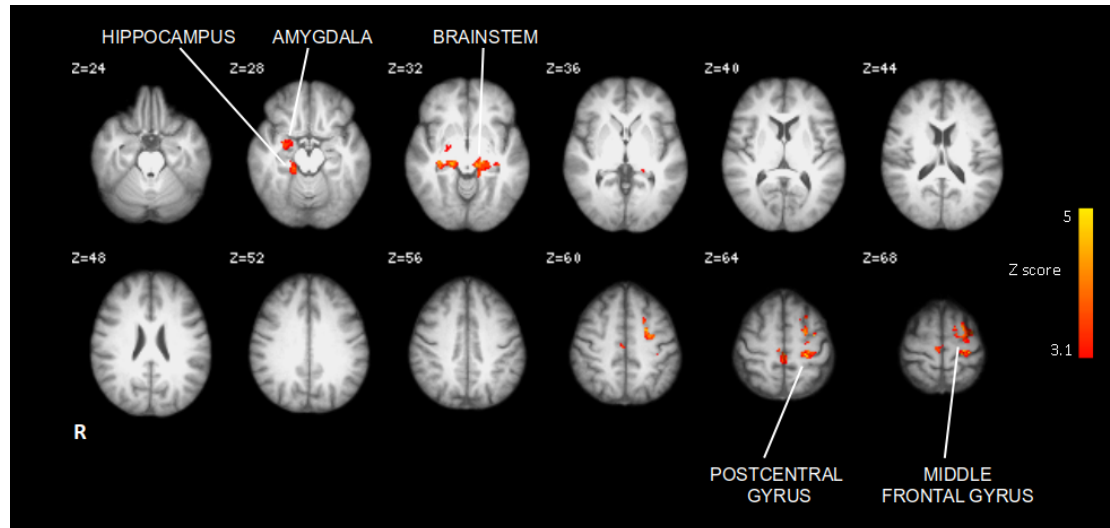 HIPPOCAMPUS AMYGDALA BRAINSTEM
Z=24 Z=28 Z=32 Z=36 Z=40 Z=44
5
Z=48 Z=52 Z=56 Z=60 Z=64 Z=68
Z score
3.1
R
POSTCENTRAL
GYRUS
MIDDLE
FRONTAL GYRUS